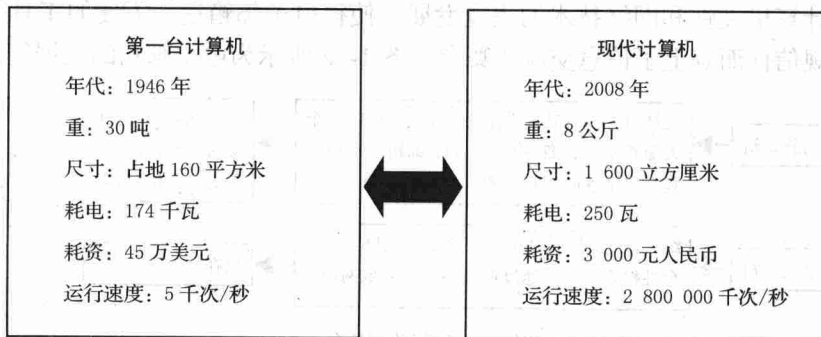 第一台计算机
年代：1946 年
重：30 吨
尺寸：占地 160 平方米
耗电：174 千瓦
耗资：45 万美元
运行速度：5 千次/秒
现代计算机
年代：2008 年
重：8 公斤
尺寸：1 600 立方厘米
耗电：250 瓦
耗资：3 000 元人民币
运行速度：2 800 000 千次/秒